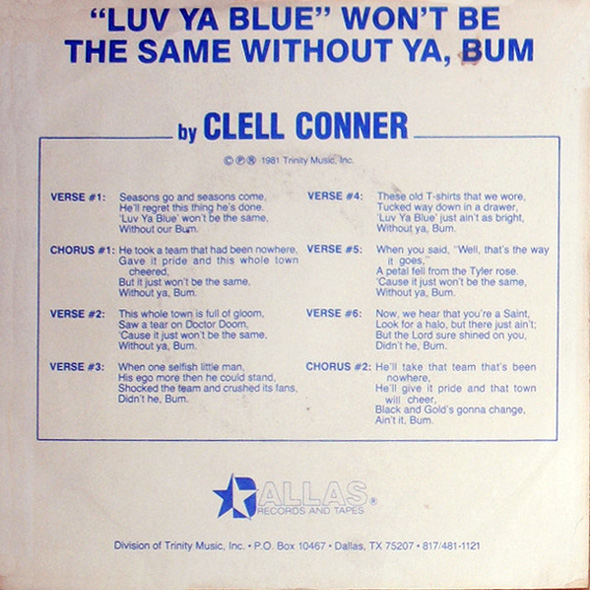 “LUV YA BLUE” WON’T BE
THE SAME WITHOUT YA, BUM
by CLELL CONNER
© ℗ ® 1981 Trinity Music, Inc.
VERSE #1: Seasons go and seasons come,
He'll regret this thing he's done.
'Luv Ya Blue' won't be the same,
Without our Bum.
CHORUS #1: He took a team that had been nowhere,
Gave it pride and this whole town
cheered,
But it just won't be the same,
Without ya, Bum.
VERSE #2: This whole town is full of gloom,
Saw a tear on Doctor Doom,
'Cause it just won't be the same,
Without ya, Bum.
VERSE #3: When one selfish little man,
His ego more then he could stand,
Shocked the team and crushed its fans,
Didn't he, Bum.
VERSE #4: These old T-shirts that we wore,
Tucked way down in a drawer,
'Luv Ya Blue' just ain't as bright,
Without ya, Bum.
VERSE #5: When you said, "Well, that's the way
it goes,"
A petal fell from the Tyler rose.
'Cause it just won't be the same,
Without ya, Bum.
VERSE #6: Now, we hear that you're a Saint,
Look for a halo, but there just ain't;
But the Lord sure shined on you,
Didn't he, Bum.
CHORUS #2: He'll take that team that's been
nowhere,
He'll give it pride and that town
will cheer,
Black and Gold's gonna change,
Ain't it, Bum.
DALLAS®
RECORDS AND TAPES
Division of Trinity Music, Inc. • P.O. Box 10467 • Dallas, TX 75207 • 817/481-1121